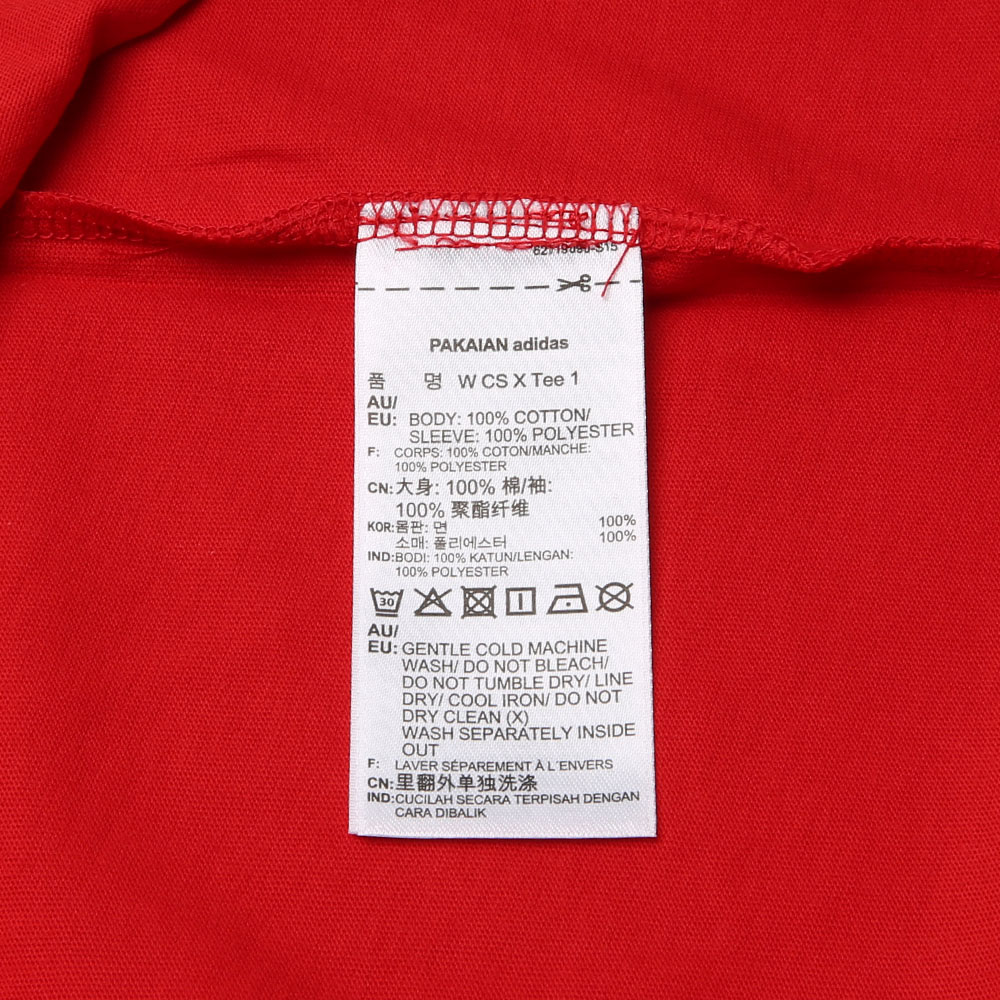 PAKAIAN adidas
품 명 W CS X Tee 1
AU/
EU: BODY: 100% COTTON/
SLEEVE: 100% POLYESTER
F: CORPS: 100% COTON/MANCHE:
100% POLYESTER
CN: 大身: 100% 棉/袖:
100% 聚酯纤维
KOR: 몸판: 면 100%
소매: 폴리에스터 100%
IND: BODI: 100% KATUN/LENGAN:
100% POLYESTER
30
AU/
EU: GENTLE COLD MACHINE
WASH/ DO NOT BLEACH/
DO NOT TUMBLE DRY/ LINE
DRY/ COOL IRON/ DO NOT
DRY CLEAN (X)
WASH SEPARATELY INSIDE
OUT
F: LAVER SÉPAREMENT À L´ENVERS
CN: 里翻外单独洗涤
IND: CUCILAH SECARA TERPISAH DENGAN
CARA DIBALIK